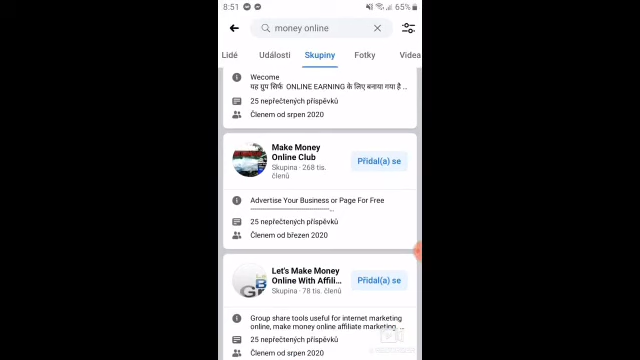 8:51
65%
money online
Lidé
Události
Skupiny
Fotky
Videa
Wecome
यह ग्रुप सिर्फ ONLINE EARNING के लिए बनाया गया है ...
25 nepřečtených příspěvků
Členem od srpen 2020
Make Money
Online Club
Skupina · 268 tis.
členů
Přidal(a) se
Advertise Your Business or Page For Free
25 nepřečtených příspěvků
Členem od březen 2020
Let's Make Money
Online With Affili...
Skupina · 78 tis. členů
Přidal(a) se
Group share tools useful for internet marketing
online, make money online affiliate marketing. ...
25 nepřečtených příspěvků
Členem od srpen 2020